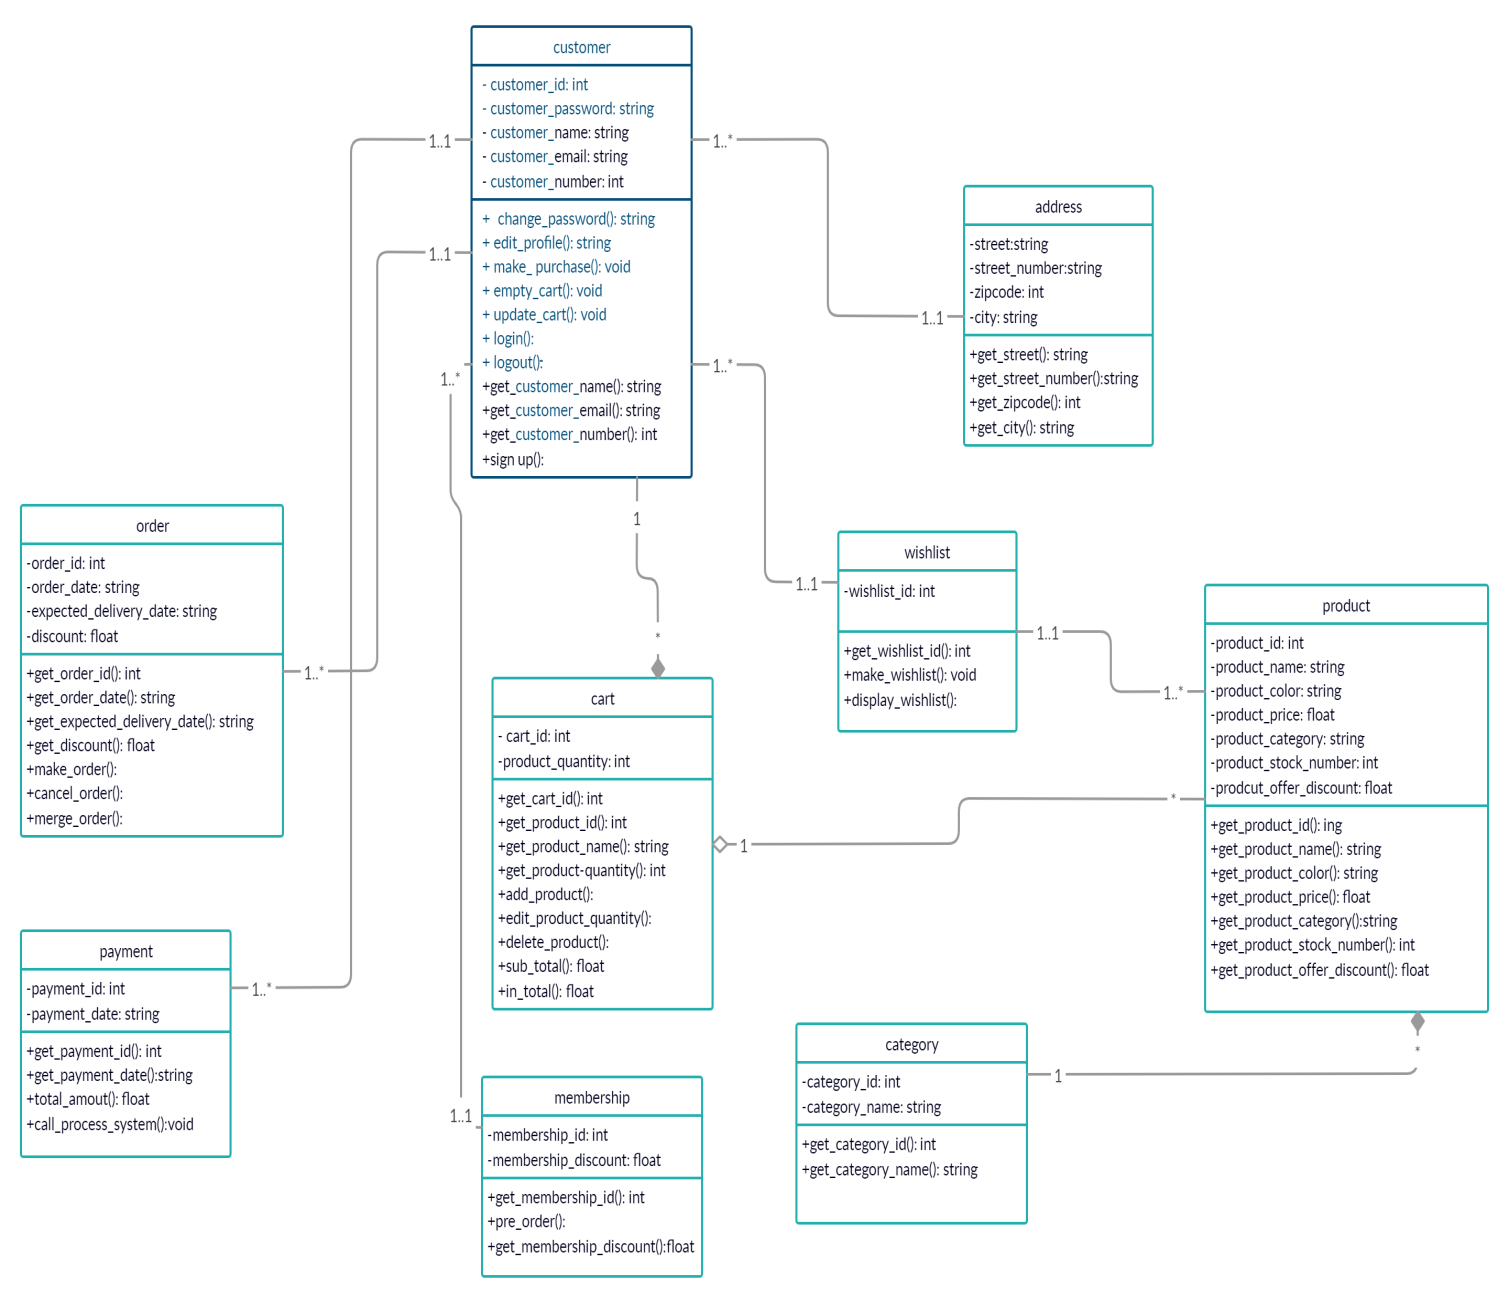 customer
- customer_id: int
- customer_password: string
- customer_name: string
- customer_email: string
- customer_number: int
+ change_password(): string
+ edit_profile(): string
+ make_ purchase(): void
+ empty_cart(): void
+ update_cart(): void
+ login():
+ logout():
+get_customer_name(): string
+get_customer_email(): string
+get_customer_number(): int
+sign up():
1..1
1..1
1..*
1..*
1..*
1
address
-street:string
-street_number:string
-zipcode: int
-city: string
+get_street(): string
+get_street_number():string
+get_zipcode(): int
+get_city(): string
1..1
order
-order_id: int
-order_date: string
-expected_delivery_date: string
-discount: float
+get_order_id(): int
+get_order_date(): string
+get_expected_delivery_date(): string
+get_discount(): float
+make_order():
+cancel_order():
+merge_order():
1..*
wishlist
-wishlist_id: int
+get_wishlist_id(): int
+make_wishlist(): void
+display_wishlist():
1..1
1..1
product
-product_id: int
-product_name: string
-product_color: string
-product_price: float
-product_category: string
-product_stock_number: int
-prodcut_offer_discount: float
+get_product_id(): ing
+get_product_name(): string
+get_product_color(): string
+get_product_price(): float
+get_product_category():string
+get_product_stock_number(): int
+get_product_offer_discount(): float
1..*
*
*
*
cart
- cart_id: int
-product_quantity: int
+get_cart_id(): int
+get_product_id(): int
+get_product_name(): string
+get_product-quantity(): int
+add_product():
+edit_product_quantity():
+delete_product():
+sub_total(): float
+in_total(): float
1
payment
-payment_id: int
-payment_date: string
+get_payment_id(): int
+get_payment_date():string
+total_amout(): float
+call_process_system():void
1..*
category
-category_id: int
-category_name: string
+get_category_id(): int
+get_category_name(): string
1
membership
-membership_id: int
-membership_discount: float
+get_membership_id(): int
+pre_order():
+get_membership_discount():float
1..1